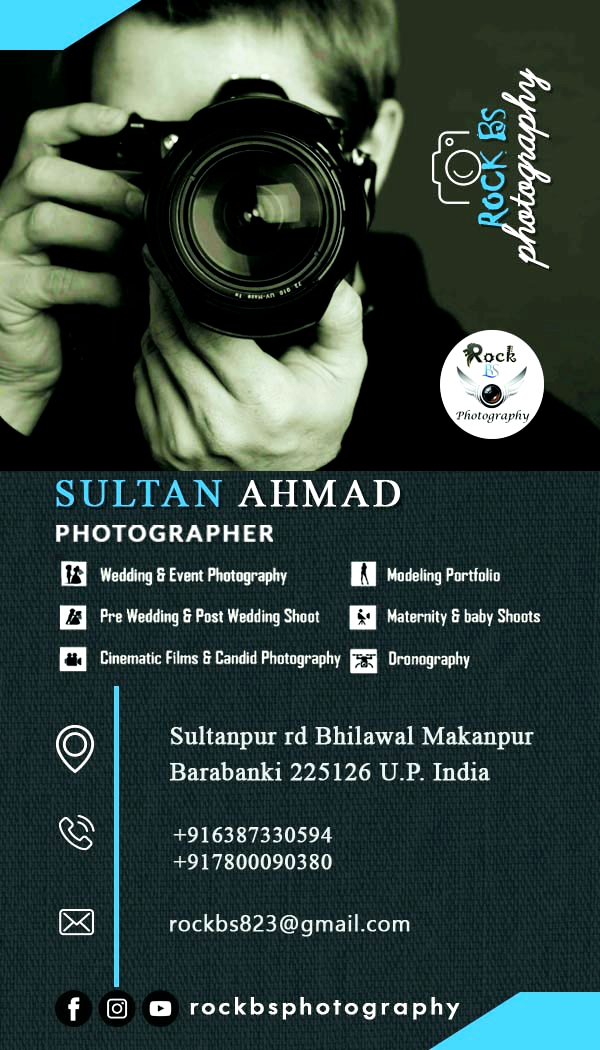 ROCK BS
photography
Rock
BS
Photography
SULTAN AHMAD
PHOTOGRAPHER
Wedding & Event Photography
Modeling Portfolio
Pre Wedding & Post Wedding Shoot
Maternity & baby Shoots
Cinematic Films & Candid Photography
Dronography
Sultanpur rd Bhilawal Makanpur
Barabanki 225126 U.P. India
+916387330594
+917800090380
rockbs823@gmail.com
rockbsphotography